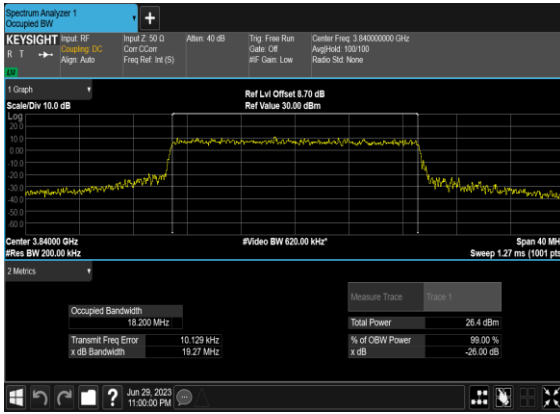 Spectrum Analyzer 1
Occupied BW
+
KEYSIGHT
R T
LW
Input: RF
Coupling: DC
Align: Auto
Input Z: 50 Ω
Corr CCorr
Freq Ref: Int (S)
Atten: 40 dB
Trig: Free Run
Gate: Off
#IF Gain: Low
Center Freq: 3.840000000 GHz
Avg|Hold: 100/100
Radio Std: None
1 Graph
Scale/Div 10.0 dB
Ref Lvl Offset 8.70 dB
Ref Value 30.00 dBm
Log
20.0
10.0
0.00
-10.0
-20.0
-30.0
-40.0
-50.0
-60.0
Center 3.84000 GHz
#Res BW 200.00 kHz
#Video BW 620.00 kHz*
Span 40 MH
Sweep 1.27 ms (1001 pts
2 Metrics
Measure Trace
Trace 1
Occupied Bandwidth
18.200 MHz
Total Power
26.4 dBm
Transmit Freq Error
10.129 kHz
% of OBW Power
99.00 %
x dB Bandwidth
19.27 MHz
x dB
-26.00 dB
?
Jun 29, 2023
11:00:00 PM